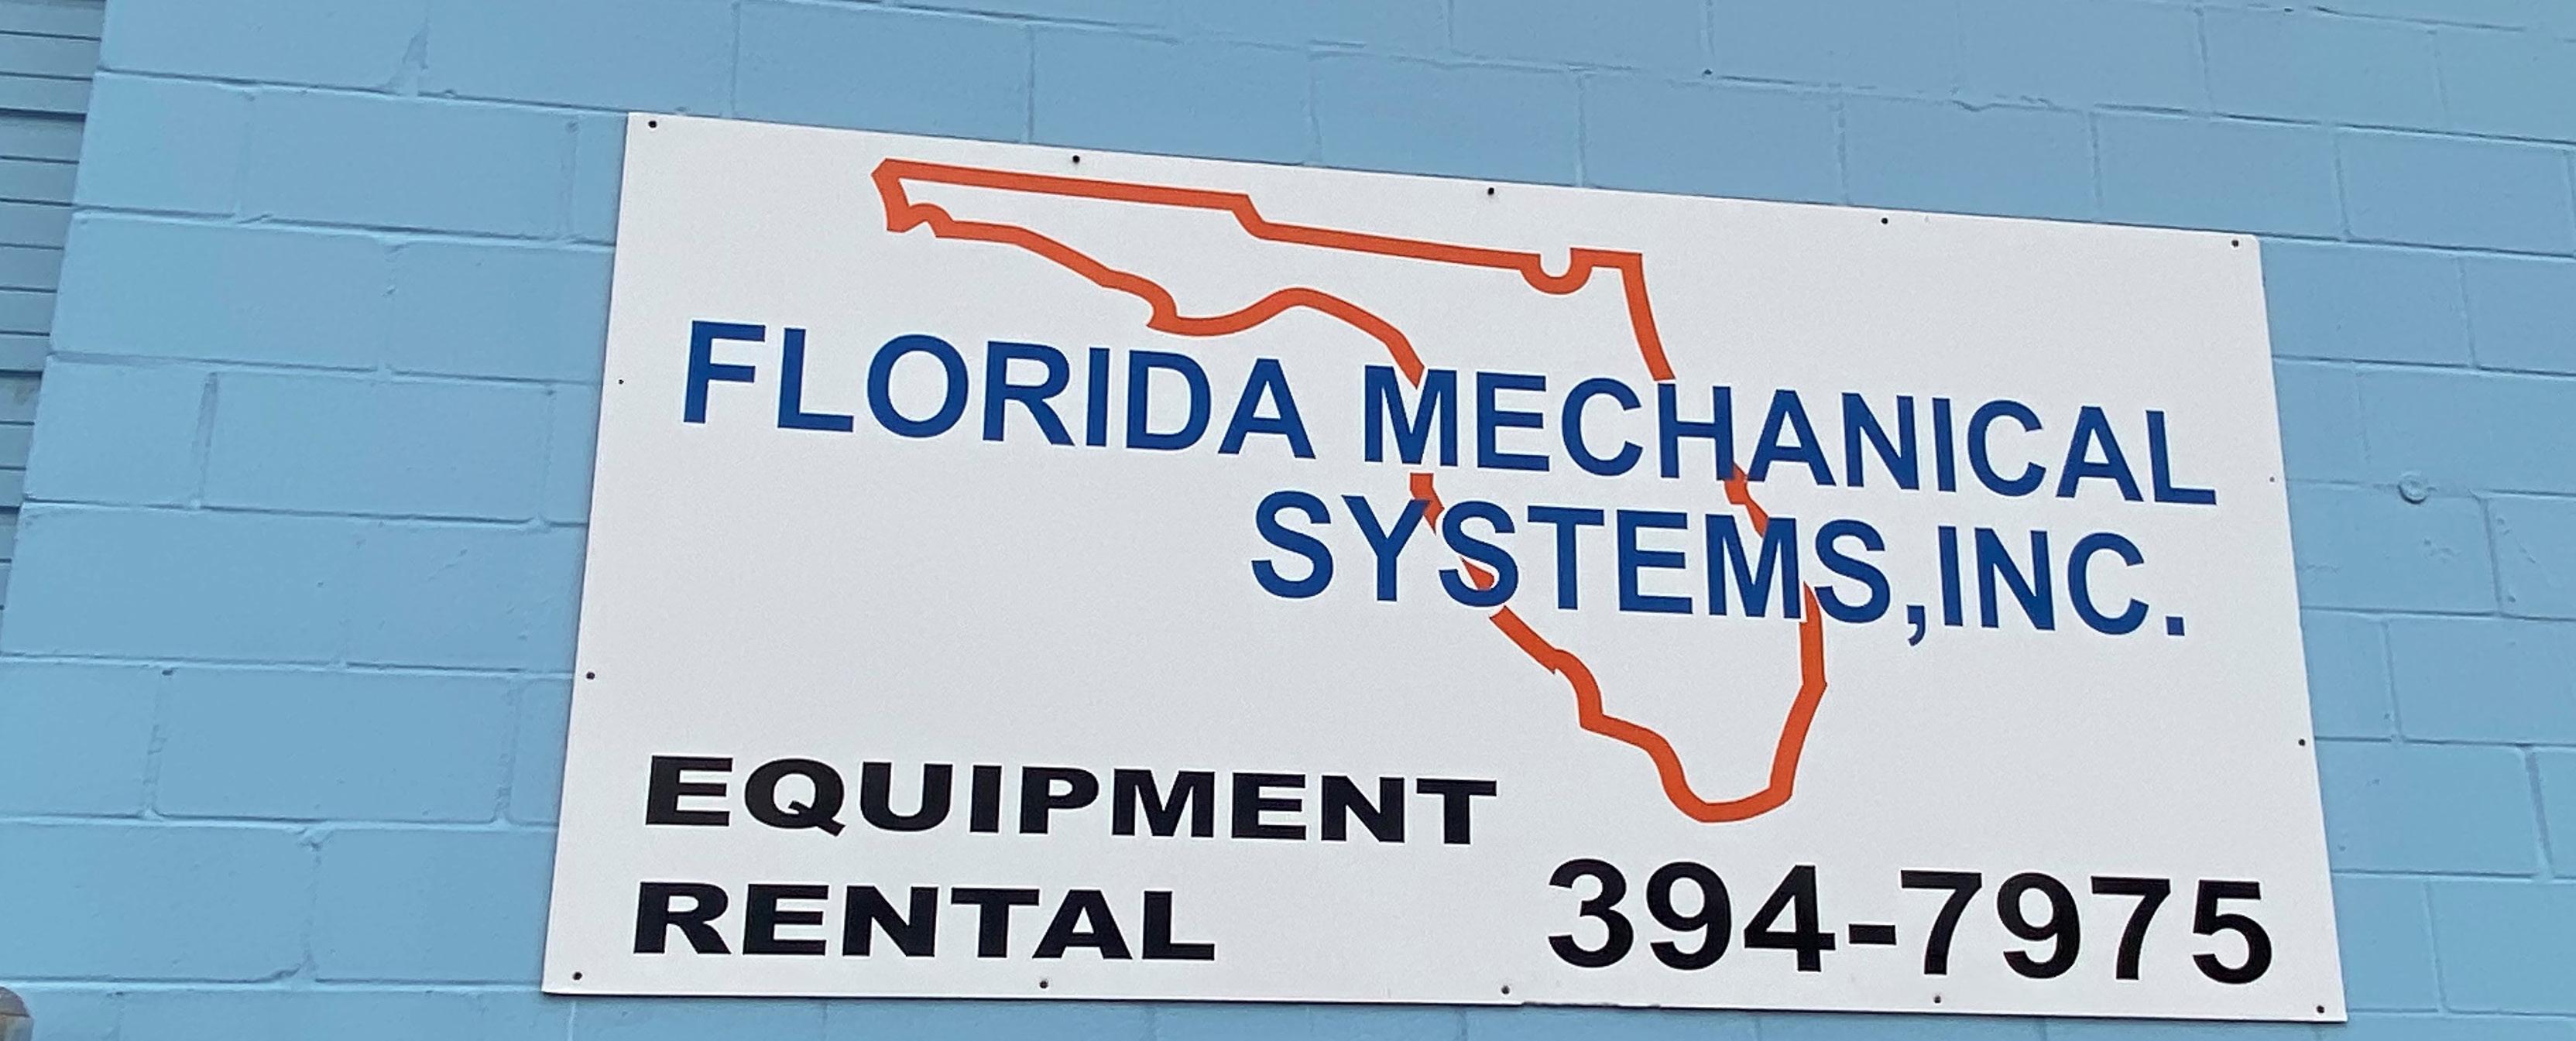 FLORIDA MECHANICAL
SYSTEMS,INC.
EQUIPMENT
RENTAL
394-7975